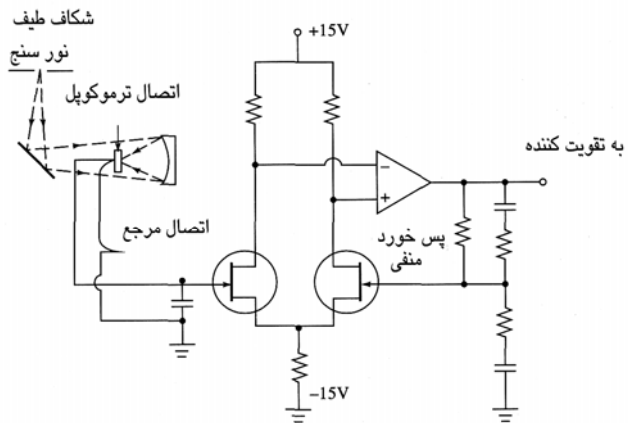 شکاف طیف
نور سنج
اتصال ترموکوپل
+15V
به تقویت کننده
−
+
اتصال مرجع
پس خورد
منفی
−15V